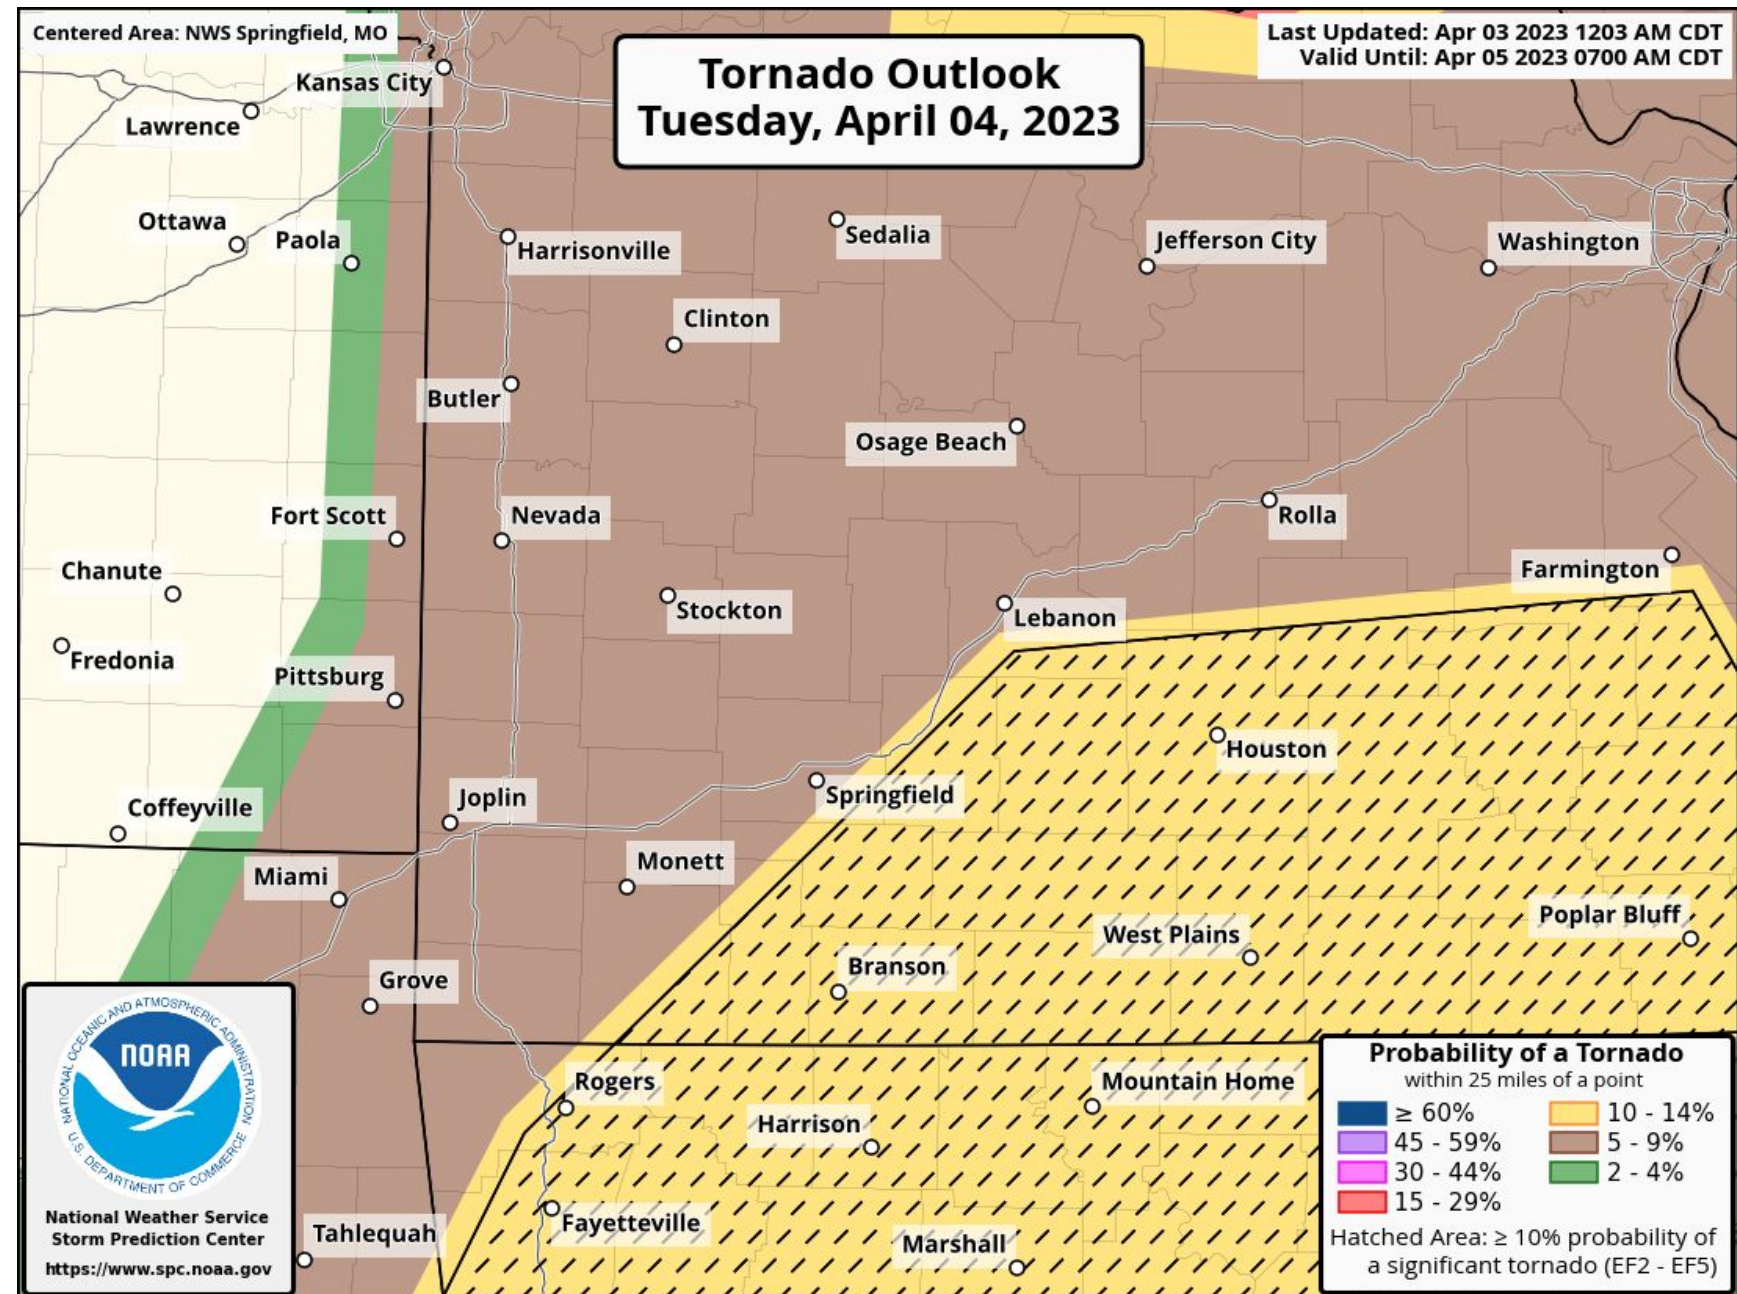 Centered Area: NWS Springfield, MO
Last Updated: Apr 03 2023 1203 AM CDT
Valid Until: Apr 05 2023 0700 AM CDT
Tornado Outlook
Tuesday, April 04, 2023
Kansas City
Lawrence
Ottawa
Paola
Harrisonville
Sedalia
Jefferson City
Washington
Clinton
Butler
Osage Beach
Fort Scott
Nevada
Rolla
Chanute
Farmington
Stockton
Lebanon
Fredonia
Pittsburg
Houston
Coffeyville
Joplin
Springfield
Miami
Monett
Poplar Bluff
West Plains
Branson
Grove
Rogers
Mountain Home
Harrison
Fayetteville
Tahlequah
Marshall
NATIONAL OCEANIC AND ATMOSPHERIC ADMINISTRATION
NOAA
U.S. DEPARTMENT OF COMMERCE
National Weather Service
Storm Prediction Center
https://www.spc.noaa.gov
Probability of a Tornado
within 25 miles of a point
≥ 60% 10 - 14%
45 - 59% 5 - 9%
30 - 44% 2 - 4%
15 - 29%
Hatched Area: ≥ 10% probability of
a significant tornado (EF2 - EF5)